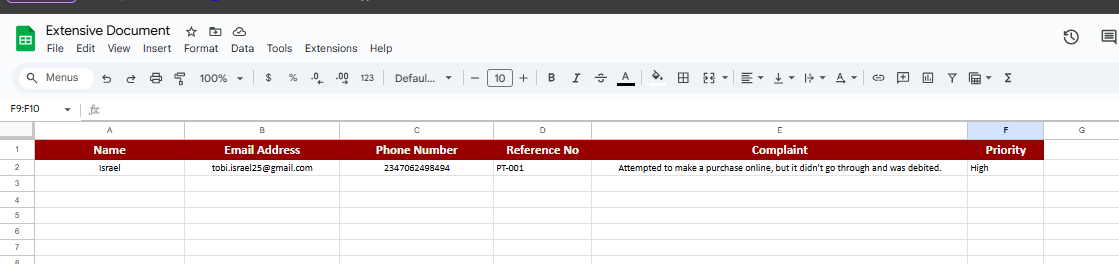 Extensive Document
File Edit View Insert Format Data Tools Extensions Help
Menus 100% $ % .0 .00 123 Defaul... 10 B I S A A Σ
F9:F10 fx
A B C D E F G
1 Name Email Address Phone Number Reference No Complaint Priority
2 Israel tobi.israel25@gmail.com 2347062498494 PT-001 Attempted to make a purchase online, but it didn't go through and was debited. High
3
4
5
6
7
8